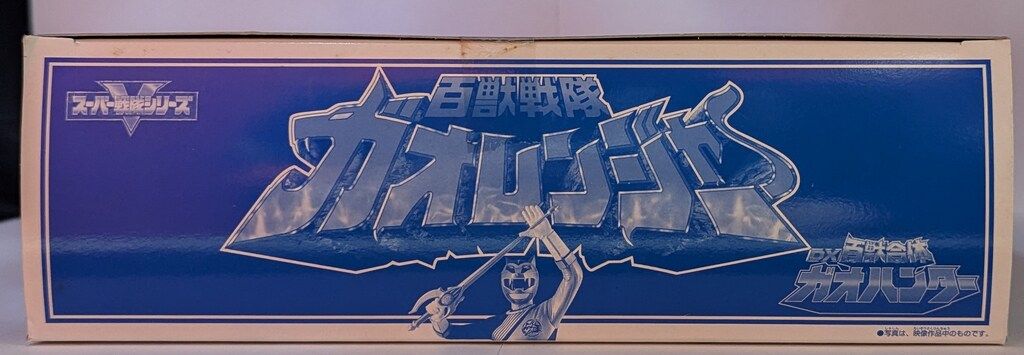 スーパー戦隊シリーズ
百獣戦隊
ガオレンジャー
DX百獣合体
ガオハンター
●写真は、映像作品中のものです。